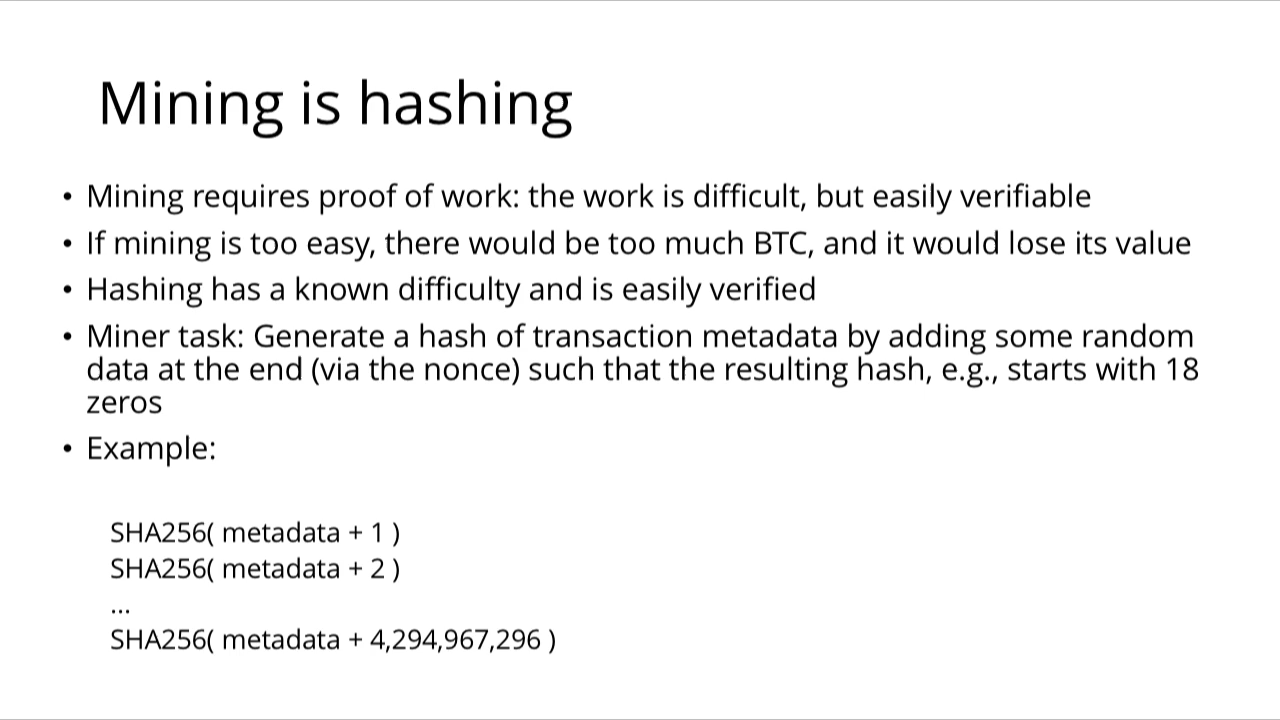 Mining is hashing
• Mining requires proof of work: the work is difficult, but easily verifiable
• If mining is too easy, there would be too much BTC, and it would lose its value
• Hashing has a known difficulty and is easily verified
• Miner task: Generate a hash of transaction metadata by adding some random
data at the end (via the nonce) such that the resulting hash, e.g., starts with 18
zeros
• Example:
SHA256( metadata + 1 )
SHA256( metadata + 2 )
...
SHA256( metadata + 4,294,967,296 )